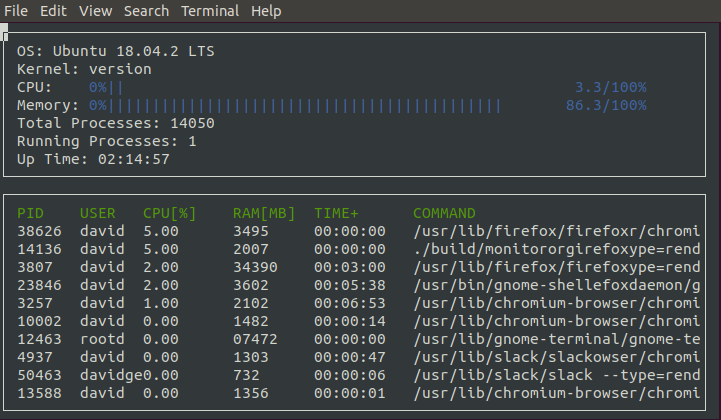 File Edit View Search Terminal Help
OS: Ubuntu 18.04.2 LTS
Kernel: version
CPU: 0%|| 3.3/100%
Memory: 0%|||||||||||||||||||||||||||||||||||||||||||| 86.3/100%
Total Processes: 14050
Running Processes: 1
Up Time: 02:14:57
PID USER CPU[%] RAM[MB] TIME+ COMMAND
38626 david 5.00 3495 00:00:00 /usr/lib/firefox/firefoxr/chromi
14136 david 5.00 2007 00:00:00 ./build/monitororgirefoxype=rend
3807 david 2.00 34390 00:03:00 /usr/lib/firefox/firefoxype=rend
23846 david 2.00 3602 00:05:38 /usr/bin/gnome-shellefoxdaemon/g
3257 david 1.00 2102 00:06:53 /usr/lib/chromium-browser/chromi
10002 david 0.00 1482 00:00:14 /usr/lib/chromium-browser/chromi
12463 rootd 0.00 07472 00:00:00 /usr/lib/gnome-terminal/gnome-te
4937 david 0.00 1303 00:00:47 /usr/lib/slack/slackowser/chromi
50463 davidge0.00 732 00:00:06 /usr/lib/slack/slack --type=rend
13588 david 0.00 1356 00:00:01 /usr/lib/chromium-browser/chromi